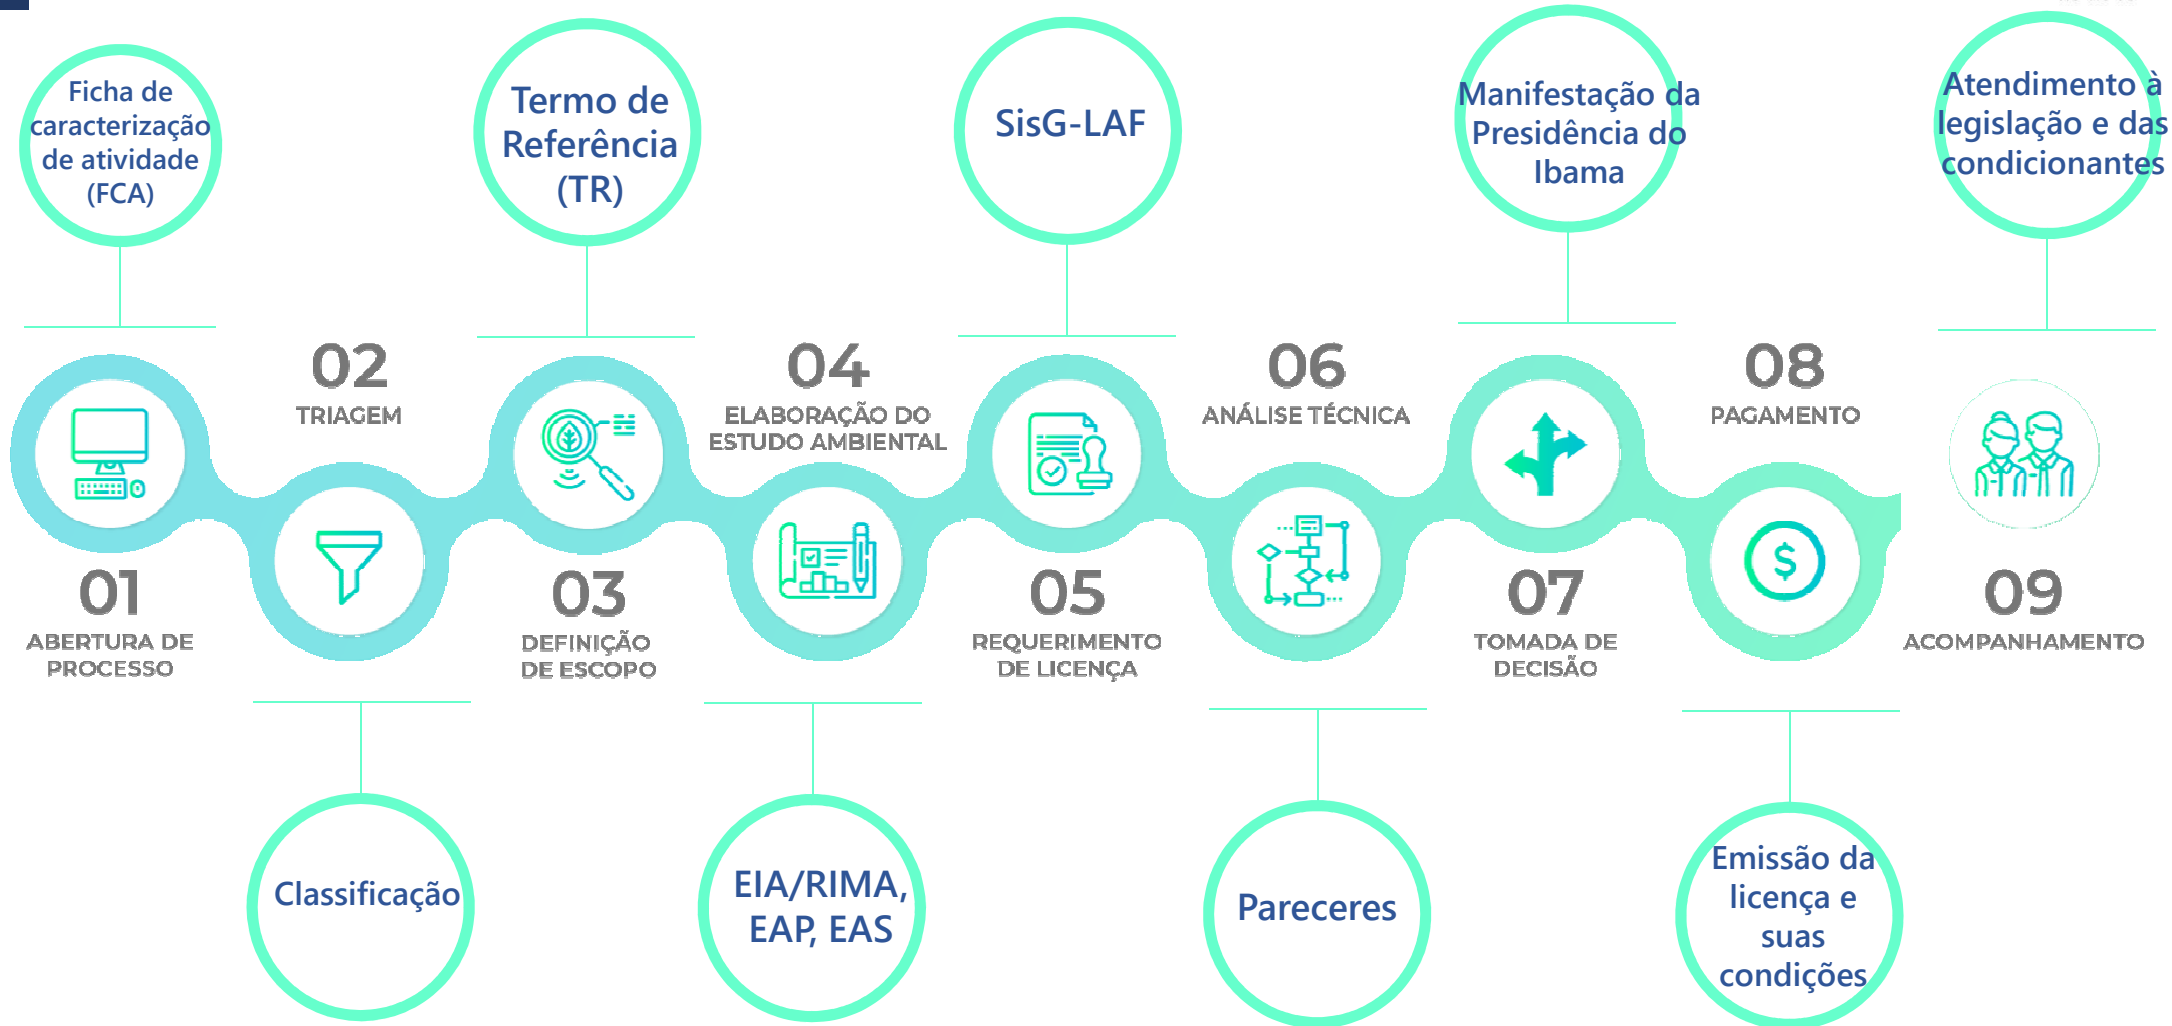 Ficha de
caracterização
de atividade
(FCA)
Termo de
Referência
(TR)
SisG-LAF
Manifestação da
Presidência do
Ibama
Atendimento à
legislação e das
condicionantes
01
ABERTURA DE
PROCESSO
02
TRIAGEM
03
DEFINIÇÃO
DE ESCOPO
04
ELABORAÇÃO DO
ESTUDO AMBIENTAL
05
REQUERIMENTO
DE LICENÇA
06
ANÁLISE TÉCNICA
07
TOMADA DE
DECISÃO
08
PAGAMENTO
$
09
ACOMPANHAMENTO
Classificação
EIA/RIMA,
EAP, EAS
Pareceres
Emissão da
licença e
suas
condições